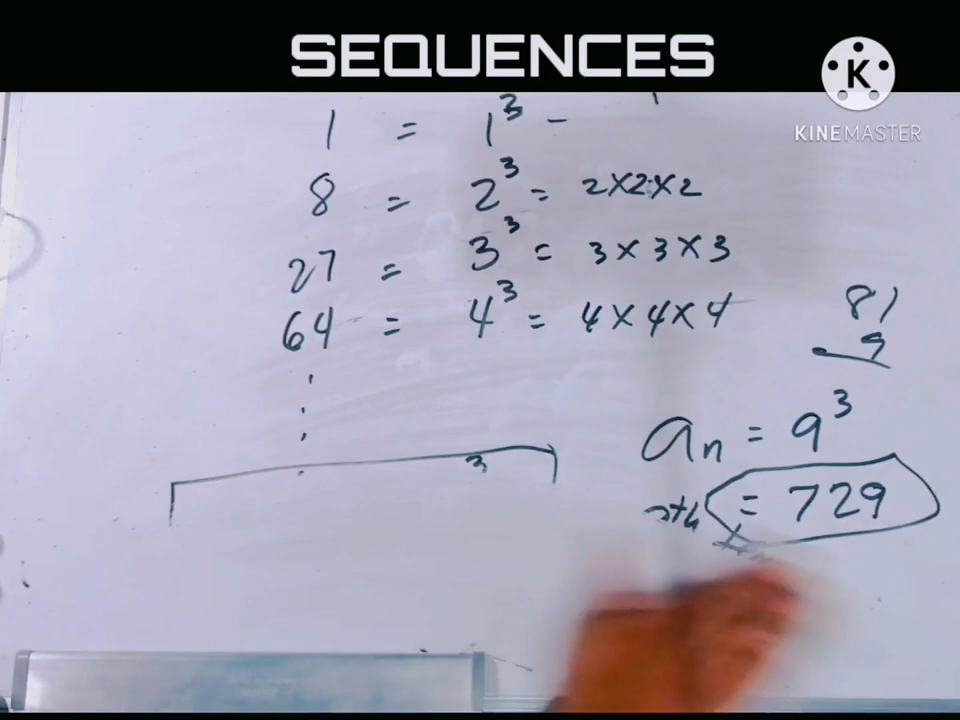 SEQUENCES
K
KINEMASTER
1 = 1³ –
8 = 2³ = 2×2×2
27 = 3³ = 3×3×3
64 = 4³ = 4×4×4
81
9
aₙ = 9³
= 729
3